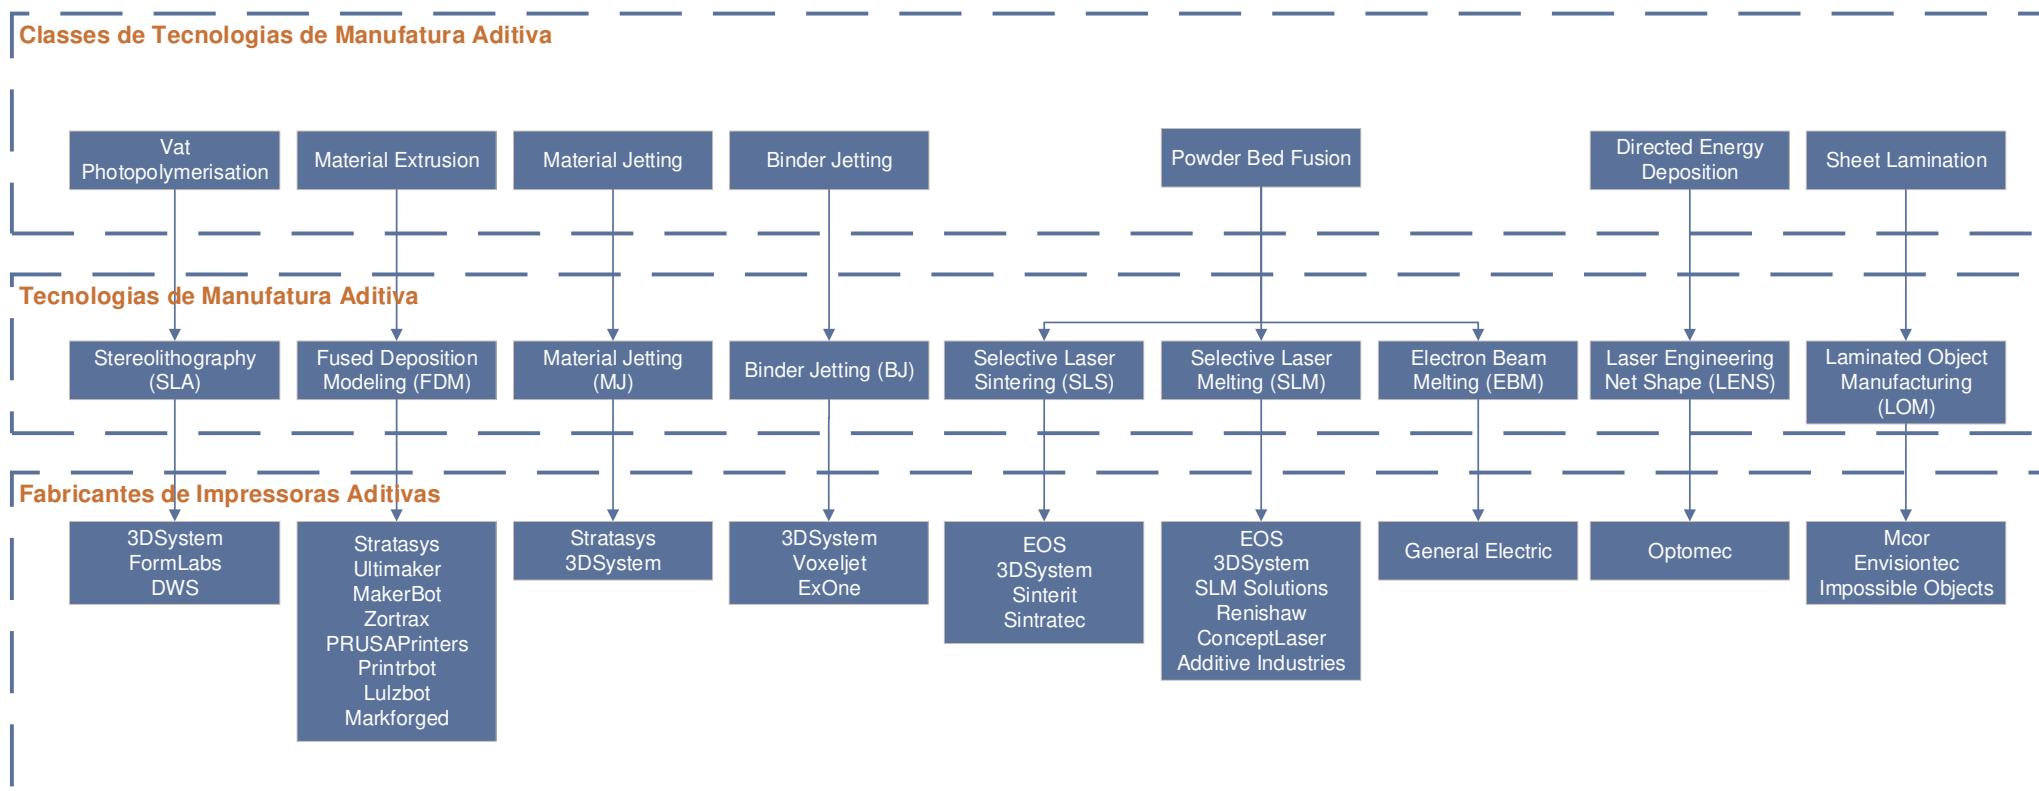 Classes de Tecnologias de Manufatura Aditiva
Vat
Photopolymerisation
Material Extrusion
Material Jetting
Binder Jetting
Powder Bed Fusion
Directed Energy
Deposition
Sheet Lamination
Tecnologias de Manufatura Aditiva
Stereolithography
(SLA)
Fused Deposition
Modeling (FDM)
Material Jetting
(MJ)
Binder Jetting (BJ)
Selective Laser
Sintering (SLS)
Selective Laser
Melting (SLM)
Electron Beam
Melting (EBM)
Laser Engineering
Net Shape (LENS)
Laminated Object
Manufacturing
(LOM)
Fabricantes de Impressoras Aditivas
3DSystem
FormLabs
DWS
Stratasys
Ultimaker
MakerBot
Zortrax
PRUSAPrinters
Printrbot
Lulzbot
Markforged
Stratasys
3DSystem
3DSystem
Voxeljet
ExOne
EOS
3DSystem
Sinterit
Sintratec
EOS
3DSystem
SLM Solutions
Renishaw
ConceptLaser
Additive Industries
General Electric
Optomec
Mcor
Envisiontec
Impossible Objects